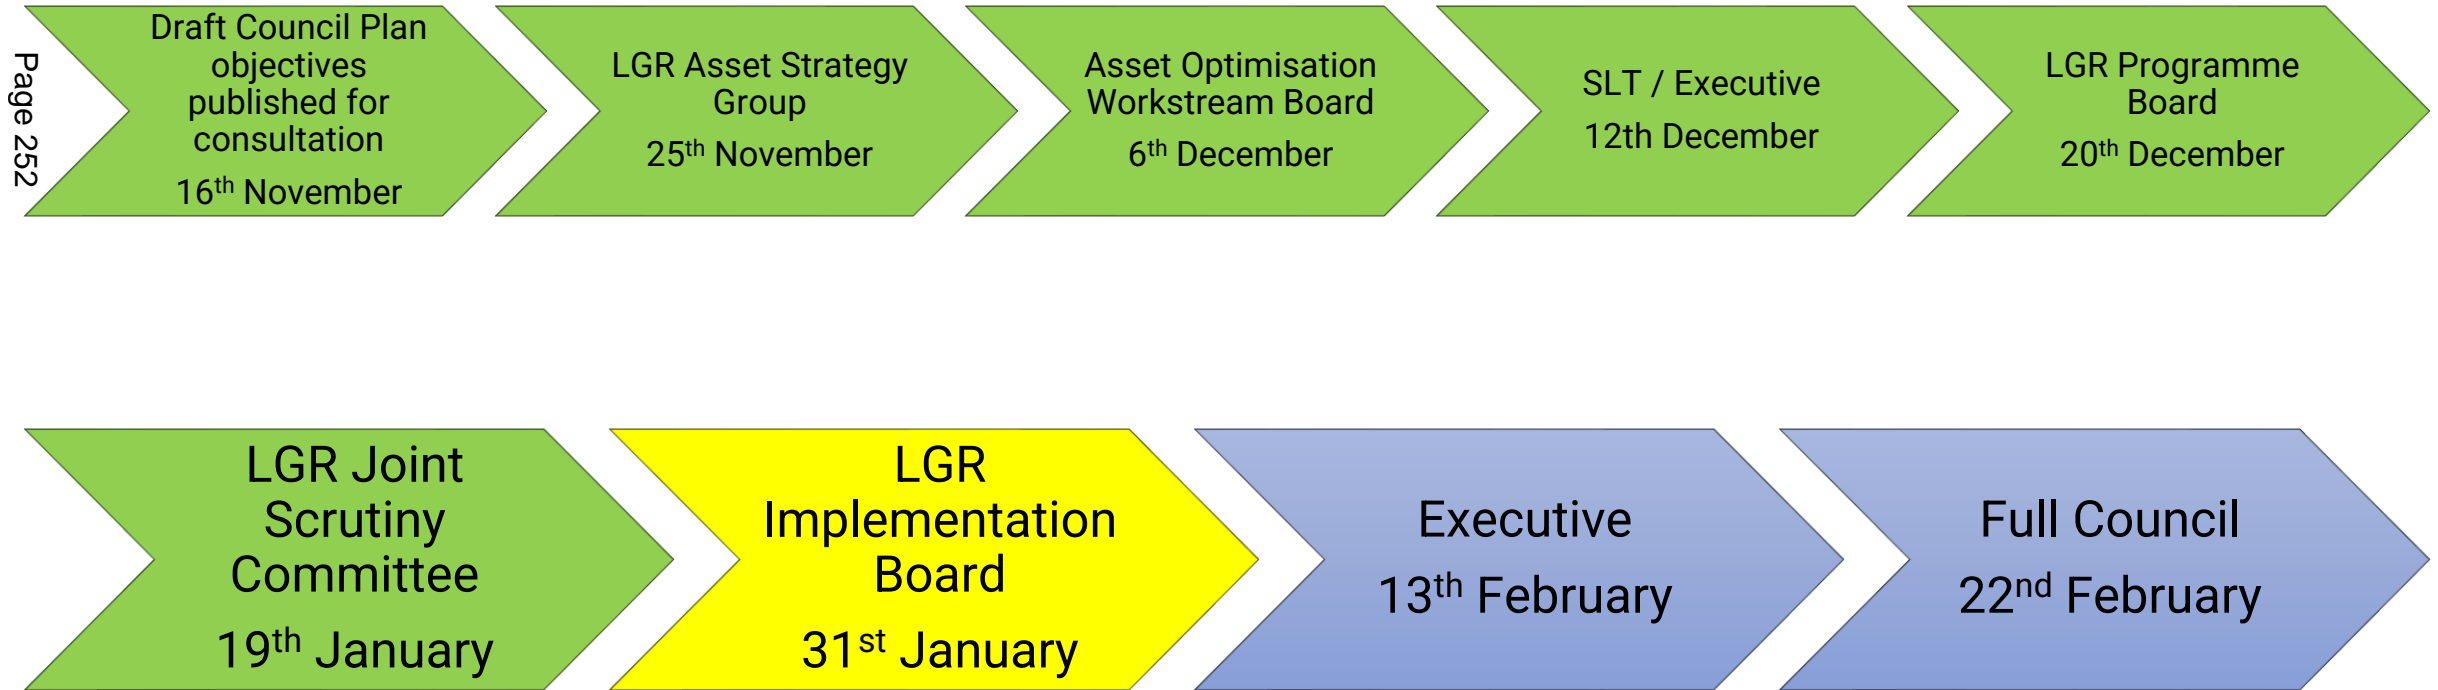 Page 252
Draft Council Plan
objectives
published for
consultation
16th November
LGR Asset Strategy
Group
25th November
Asset Optimisation
Workstream Board
6th December
SLT / Executive
12th December
LGR Programme
Board
20th December
LGR Joint
Scrutiny
Committee
19th January
LGR
Implementation
Board
31st January
Executive
13th February
Full Council
22nd February